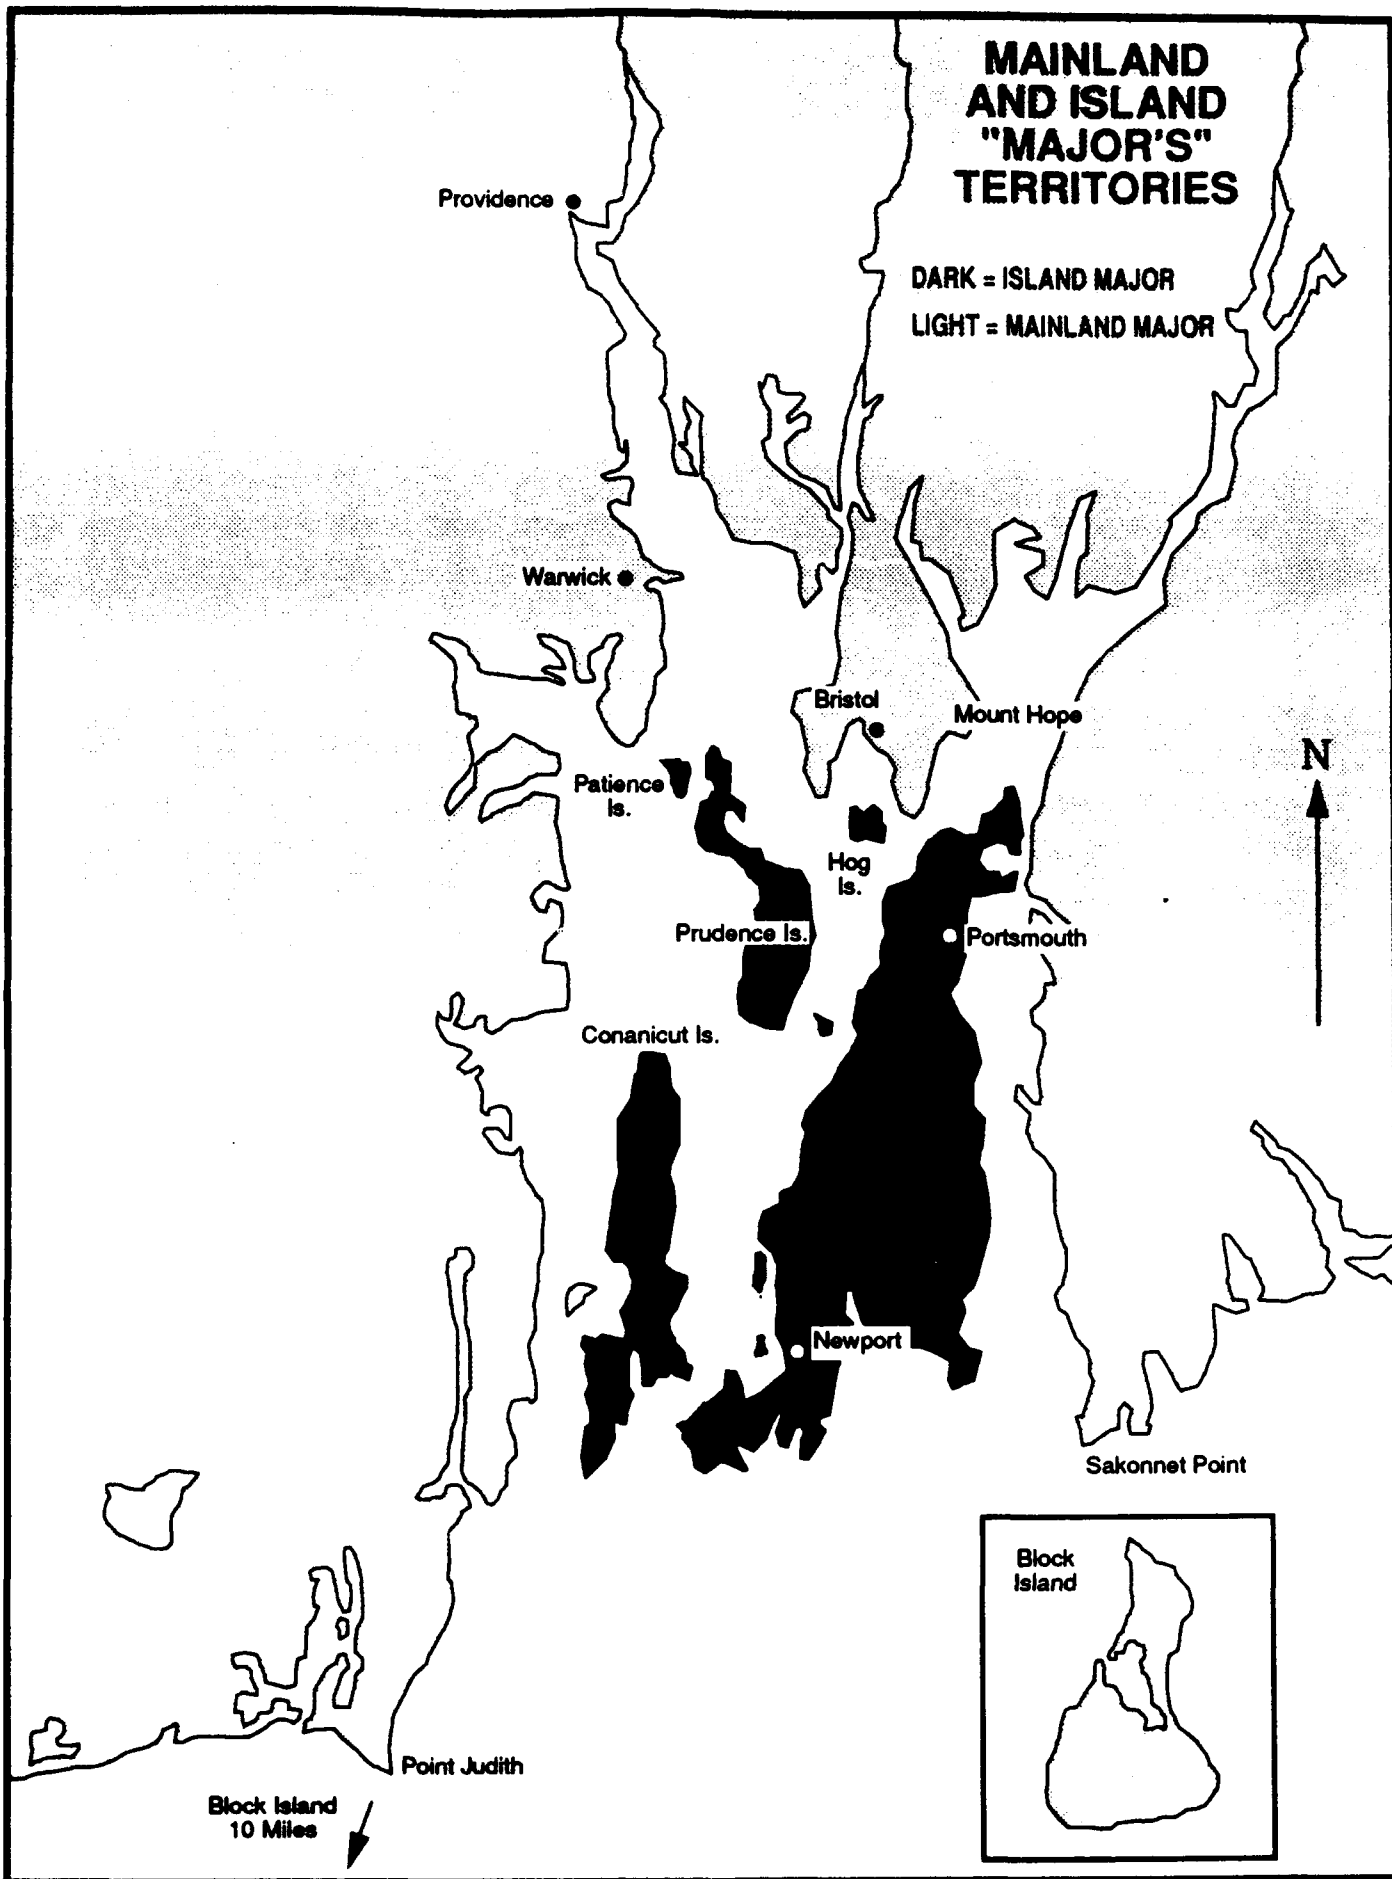 MAINLAND
AND ISLAND
"MAJOR'S"
TERRITORIES
Providence
DARK = ISLAND MAJOR
LIGHT = MAINLAND MAJOR
Warwick
Bristol
Mount Hope
N
Patience
Is.
Hog
Is.
Prudence Is.
Portsmouth
Conanicut Is.
Newport
Sakonnet Point
Block
Island
Point Judith
Block Island
10 Miles